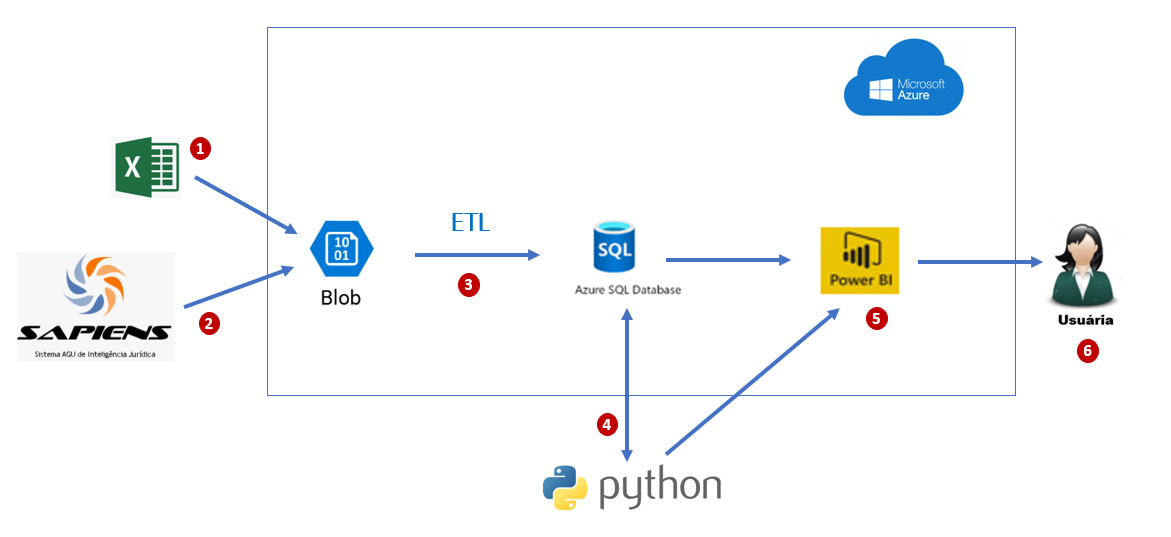 Microsoft
Azure
X
1
ETL
10
01
SQL
Blob
3
Azure SQL Database
Power BI
5
Usuária
6
SAPIENS
Sistema AGU de Inteligência Jurídica
2
4
python